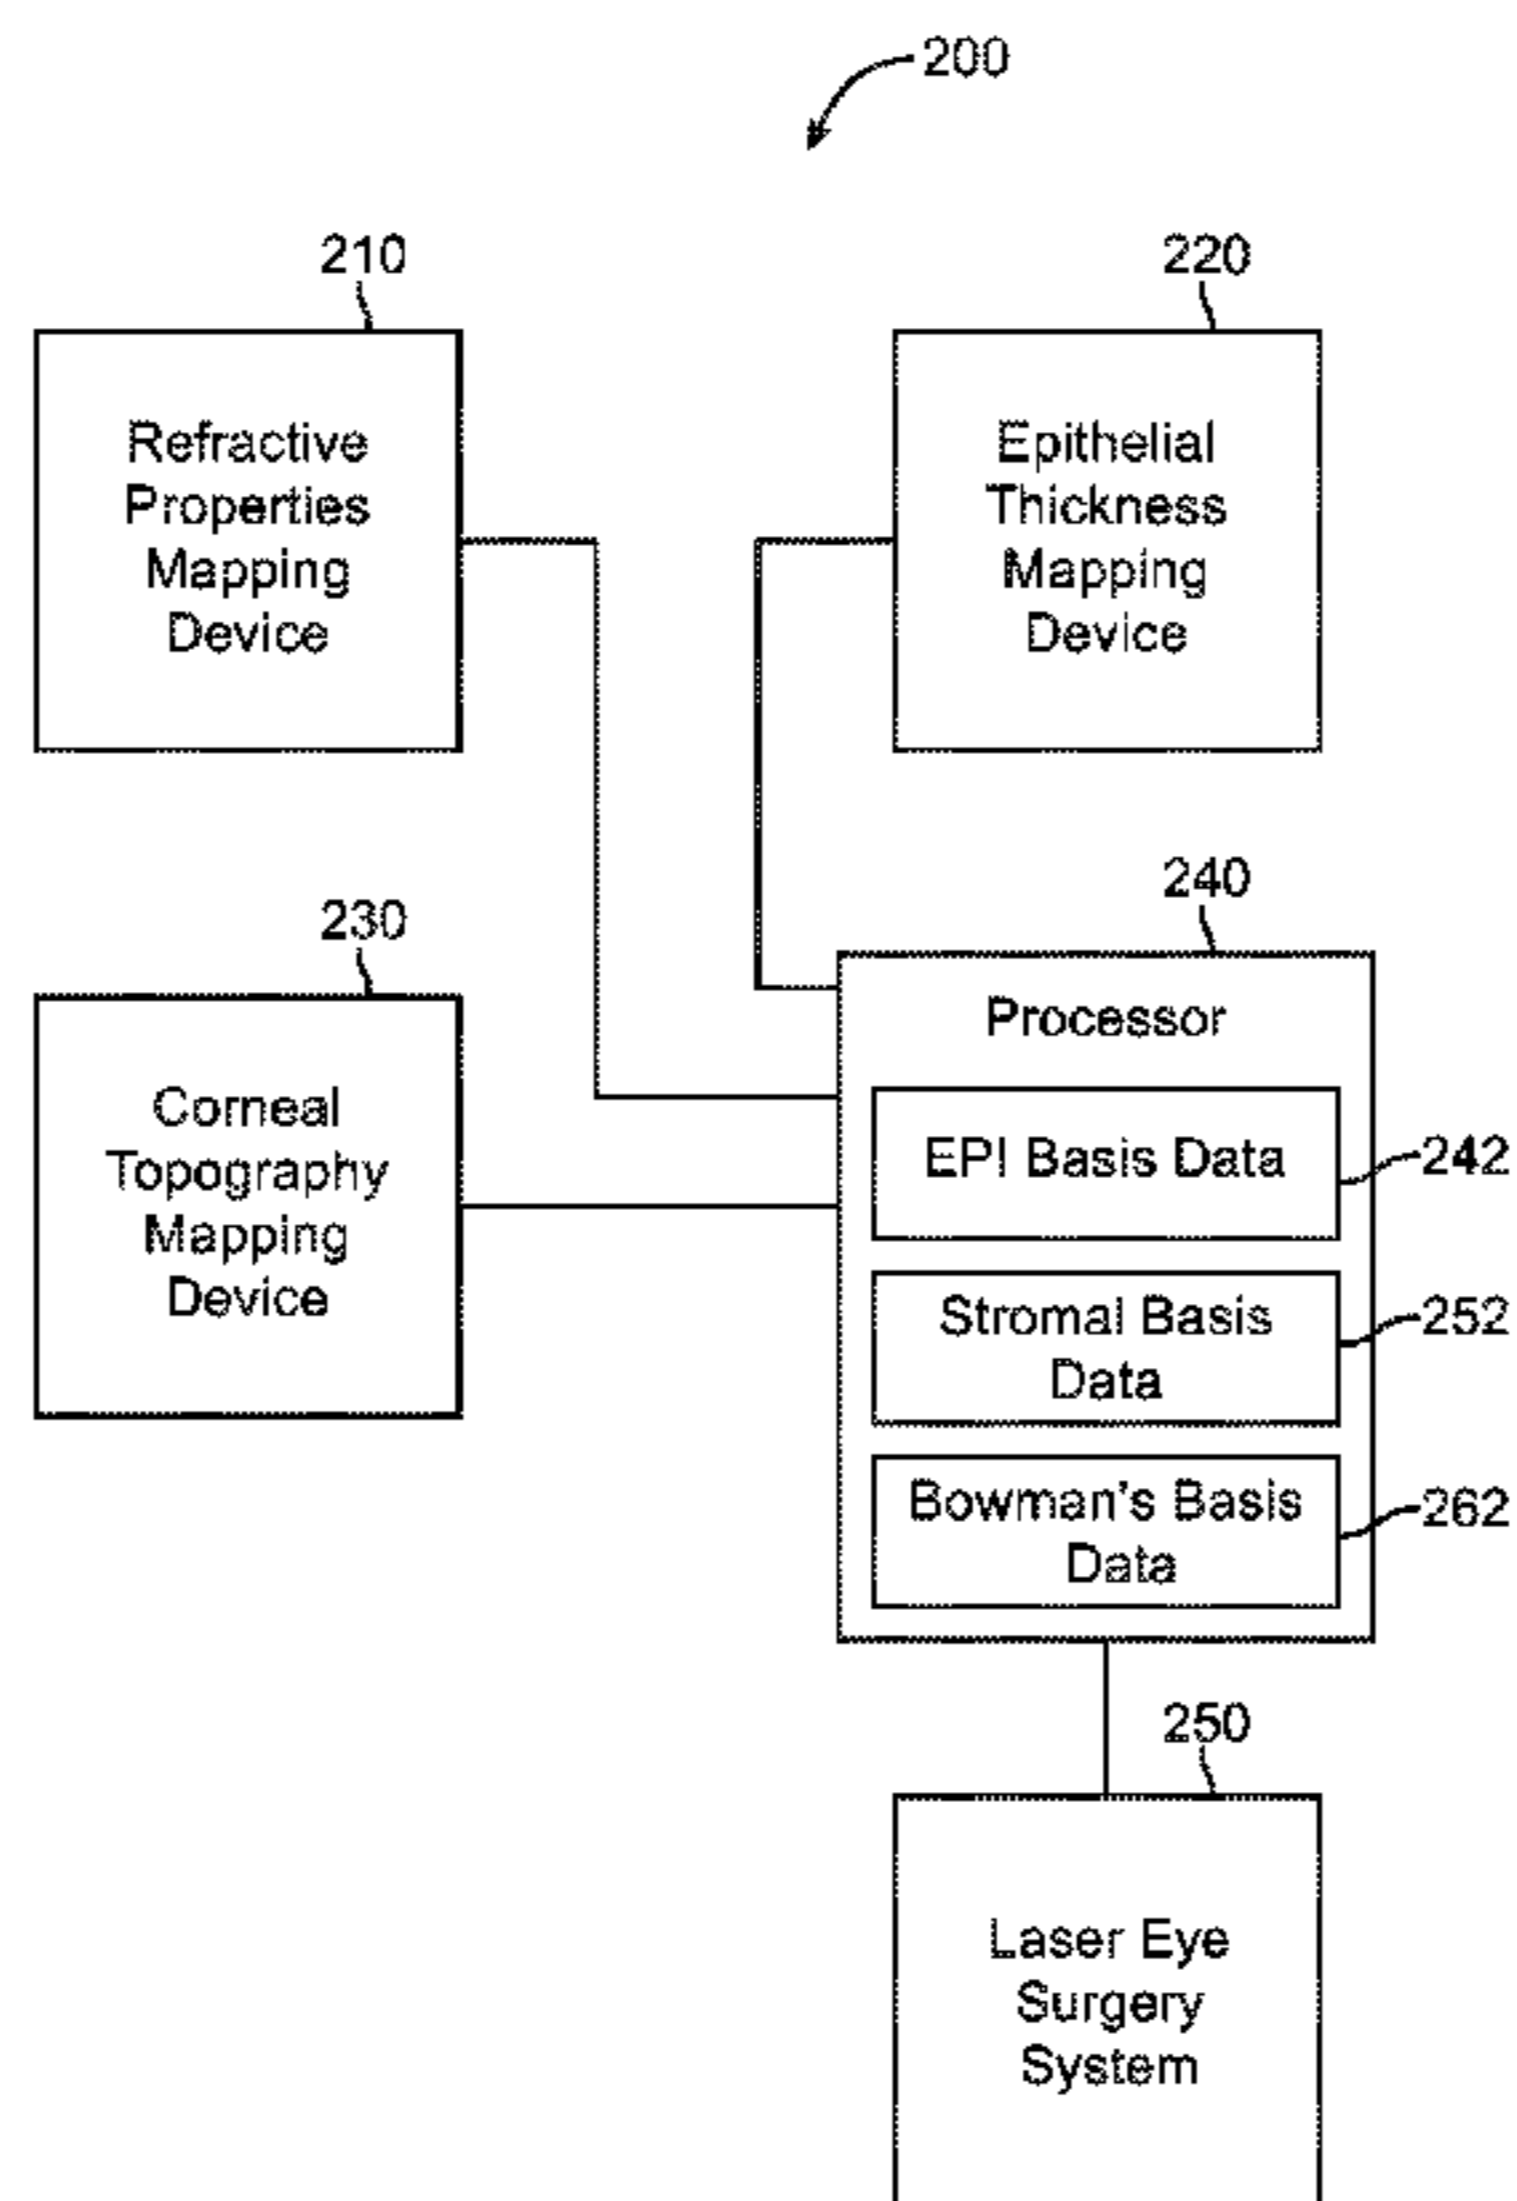 200
210
Refractive
Properties
Mapping
Device
220
Epithelial
Thickness
Mapping
Device
230
Corneal
Topography
Mapping
Device
240
Processor
EPI Basis Data
242
Stromal Basis
Data
252
Bowman's Basis
Data
262
250
Laser Eye
Surgery
System